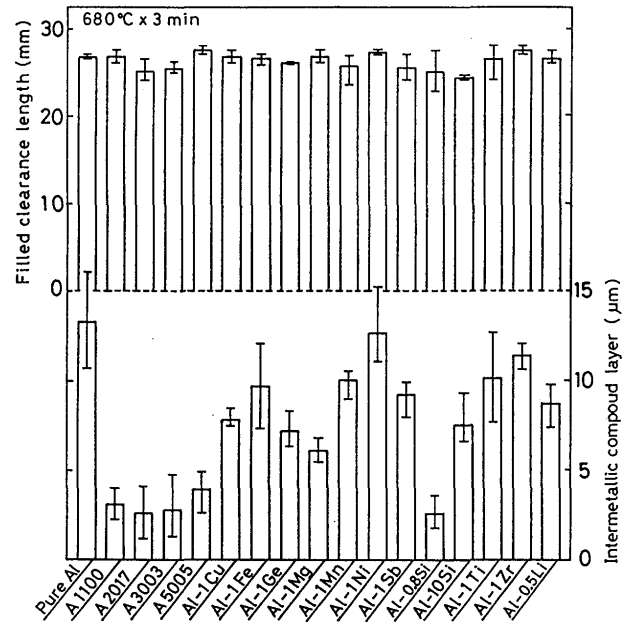 680°C x 3 min
Filled clearance length (mm)
30
20
10
0
15
10
5
0
Intermetallic compoud layer (μm)
Pure Al
A1100
A2017
A3003
A5005
Al-1Cu
Al-1Fe
Al-1Ge
Al-1Mg
Al-1Mn
Al-1Ni
Al-1Sb
Al-0.8Si
Al-10Si
Al-1Ti
Al-1Zr
Al-0.5Li